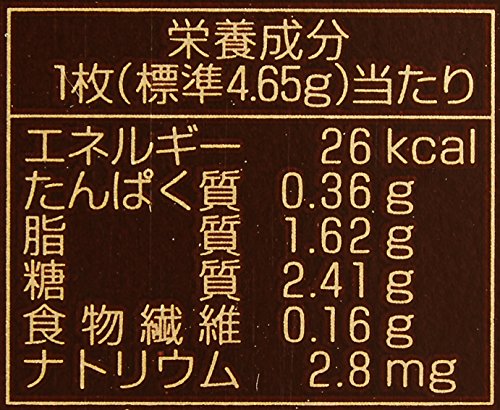 栄養成分
1枚(標準4.65g)当たり
エネルギー 26 kcal
たんぱく質 0.36 g
脂質 1.62 g
糖質 2.41 g
食物繊維 0.16 g
ナトリウム 2.8 mg